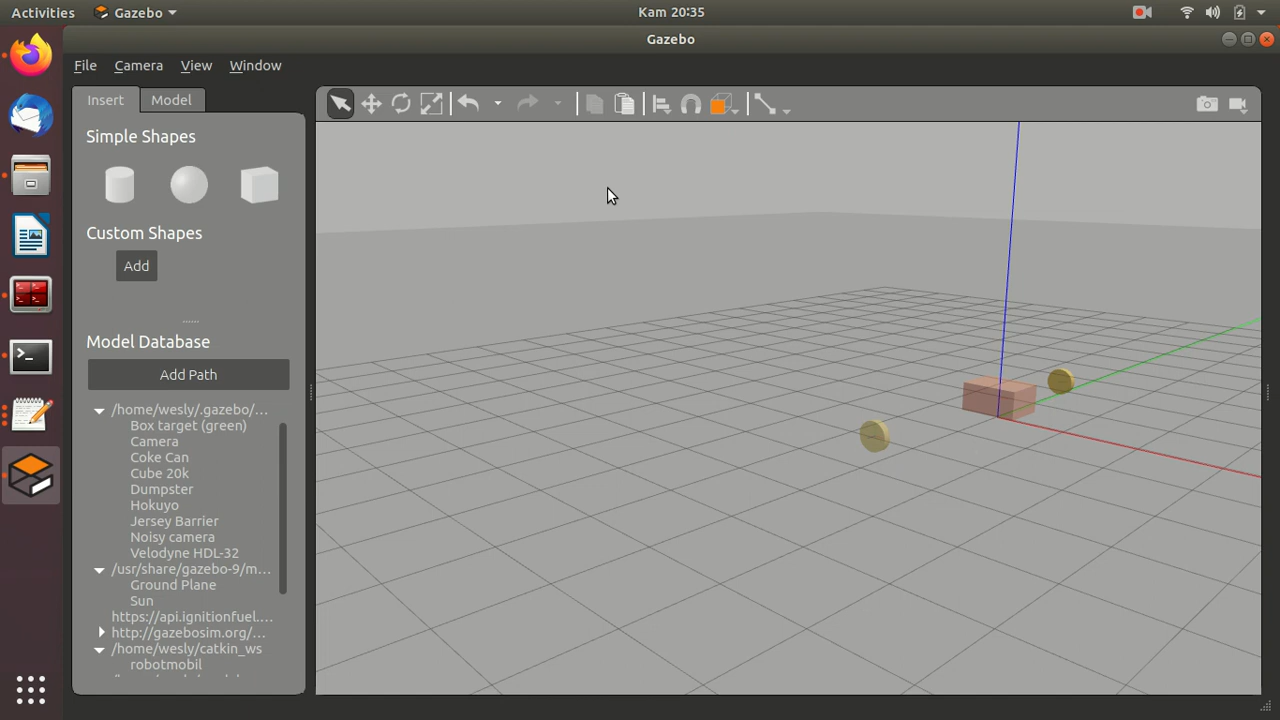 Activities
Gazebo
Kam 20:35
Gazebo
File
Camera
View
Window
Insert
Model
Simple Shapes
Custom Shapes
Add
Model Database
Add Path
/home/wesly/.gazebo/...
Box target (green)
Camera
Coke Can
Cube 20k
Dumpster
Hokuyo
Jersey Barrier
Noisy camera
Velodyne HDL-32
/usr/share/gazebo-9/m...
Ground Plane
Sun
https://api.ignitionfuel....
http://gazebosim.org/...
/home/wesly/catkin_ws
robotmobil